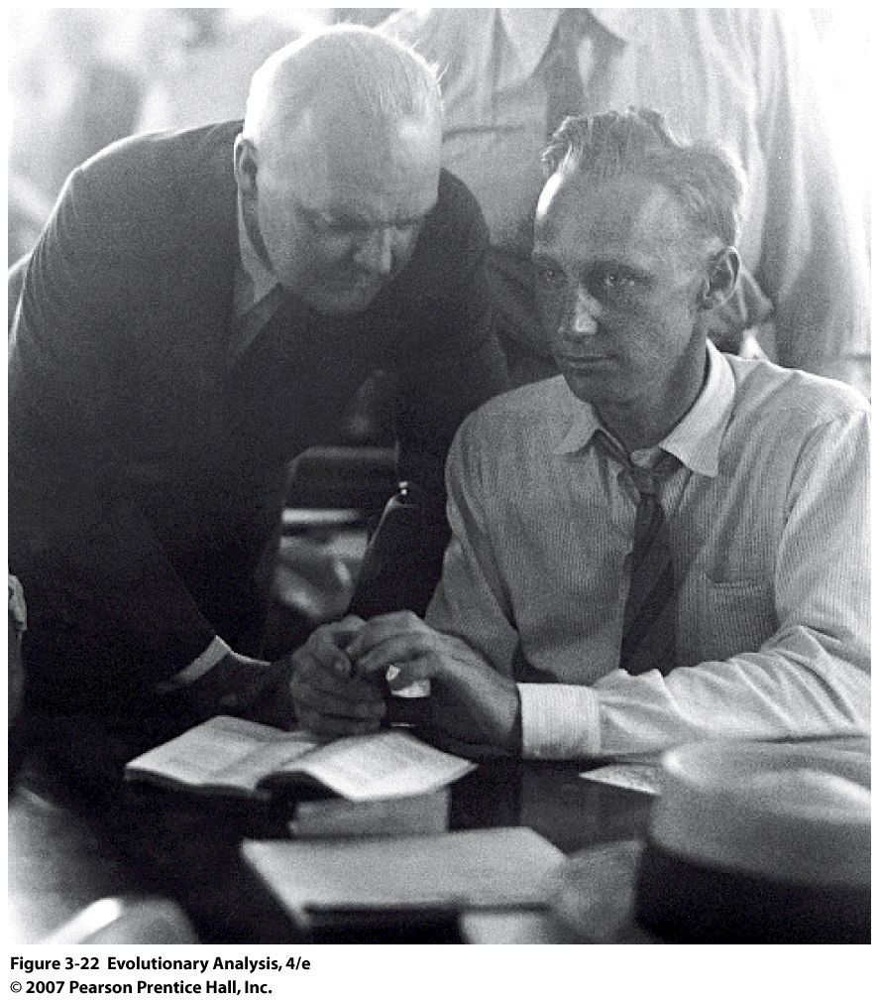 Figure 3-22  Evolutionary Analysis, 4/e
© 2007 Pearson Prentice Hall, Inc.